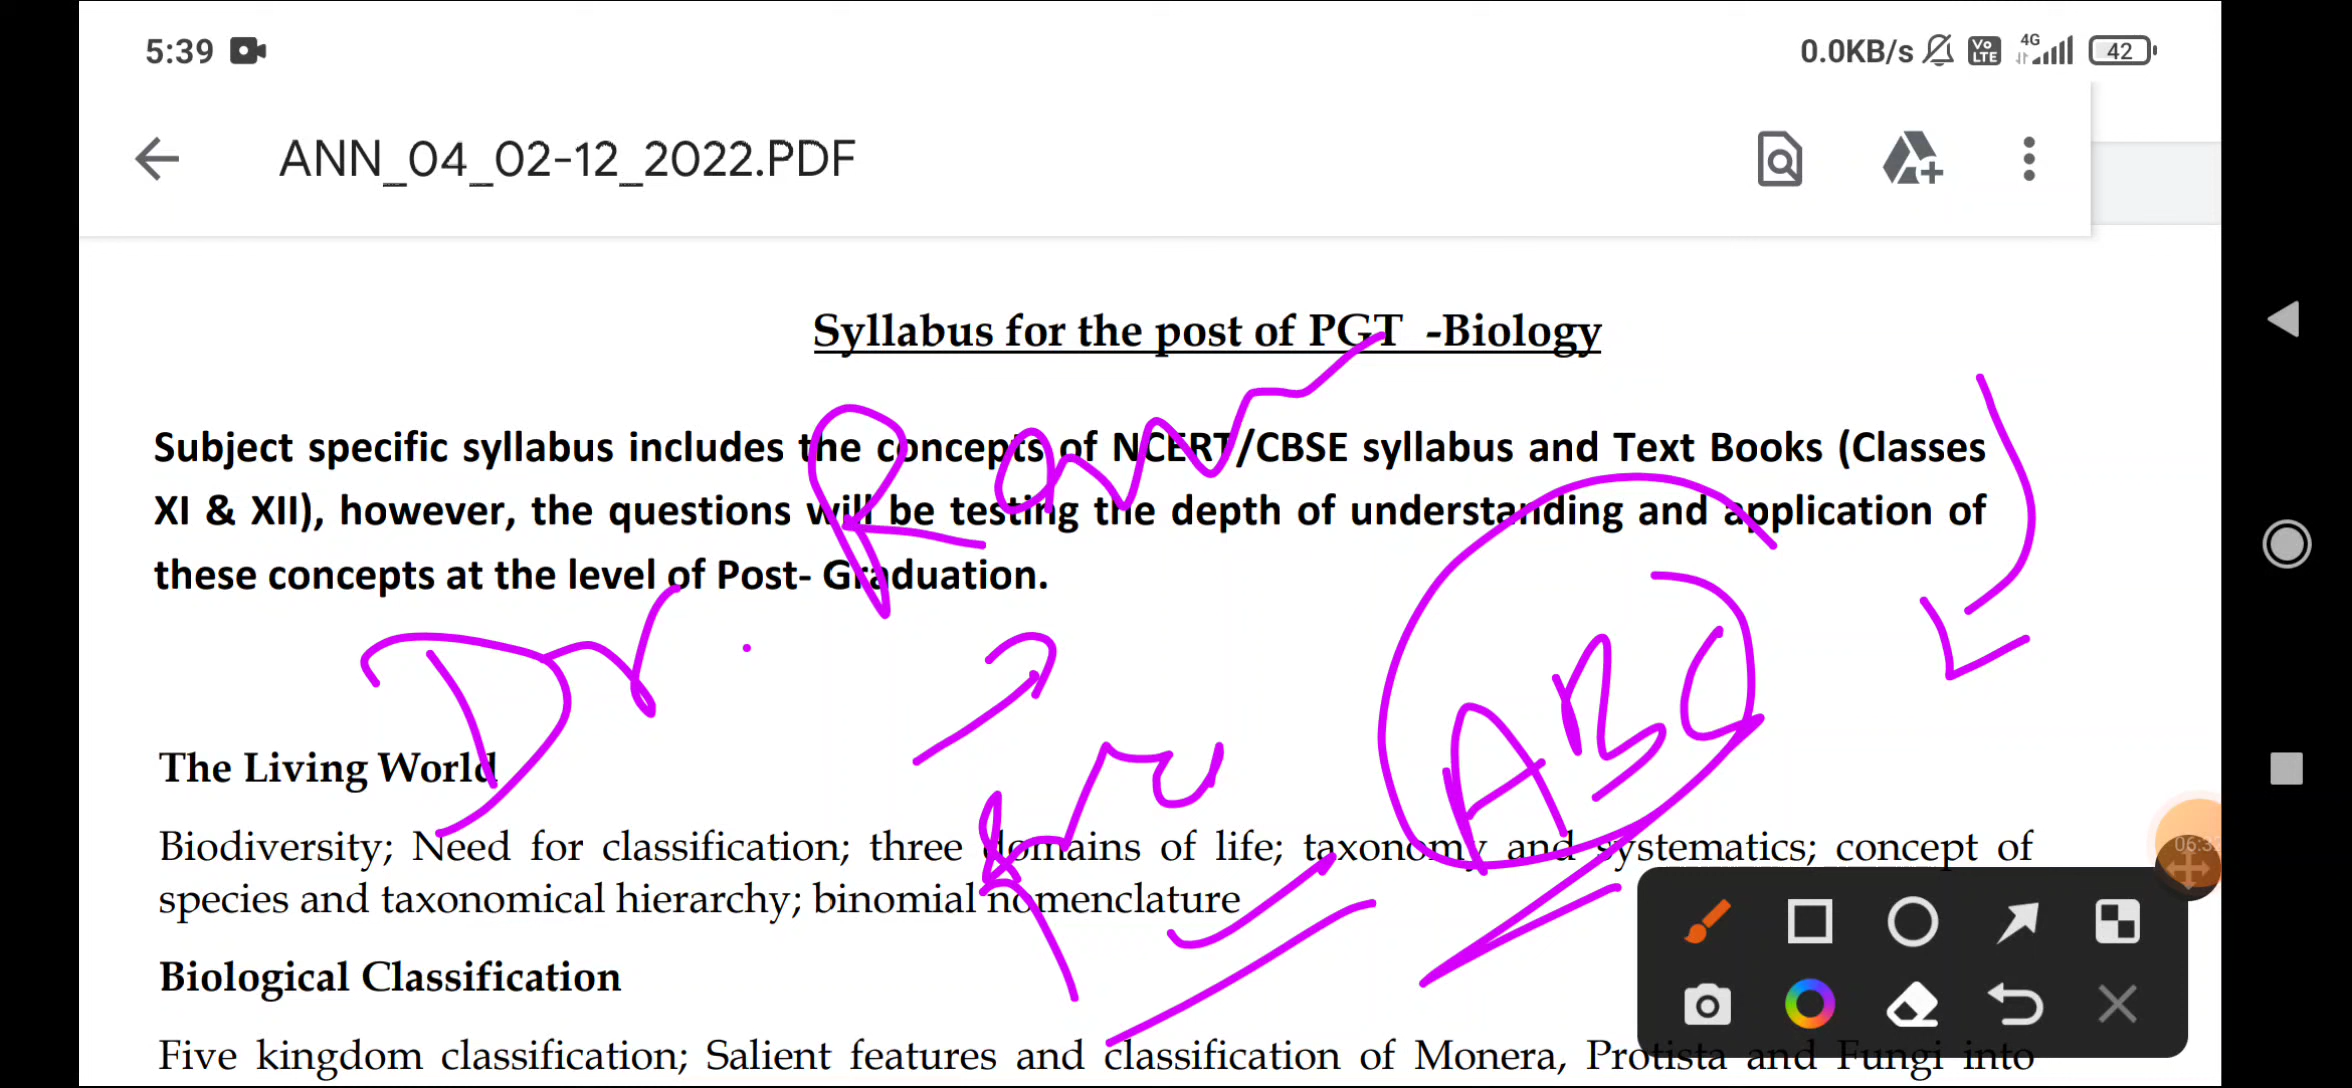 5:39 0.0KB/s Vo LTE 4G 42
ANN_04_02-12_2022.PDF
Syllabus for the post of PGT -Biology
Subject specific syllabus includes the concepts of NCERT/CBSE syllabus and Text Books (Classes
XI & XII), however, the questions will be testing the depth of understanding and application of
these concepts at the level of Post- Graduation.
Dr. Ram
ABC
The Living World
Biodiversity; Need for classification; three domains of life; taxonomy and systematics; concept of
species and taxonomical hierarchy; binomial nomenclature
Biological Classification
Five kingdom classification; Salient features and classification of Monera, Protista and Fungi into